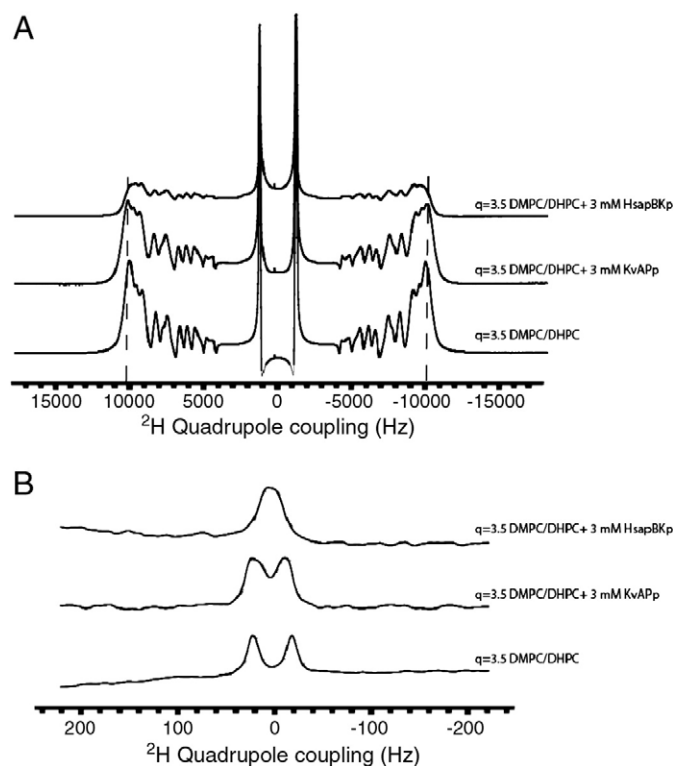 A
q=3.5 DMPC/DHPC+ 3 mM HsapBKp
q=3.5 DMPC/DHPC+ 3 mM KvAPp
q=3.5 DMPC/DHPC
15000 10000 5000 0 -5000 -10000 -15000
²H Quadrupole coupling (Hz)
B
q=3.5 DMPC/DHPC+ 3 mM HsapBKp
q=3.5 DMPC/DHPC+ 3 mM KvAPp
q=3.5 DMPC/DHPC
200 100 0 -100 -200
²H Quadrupole coupling (Hz)